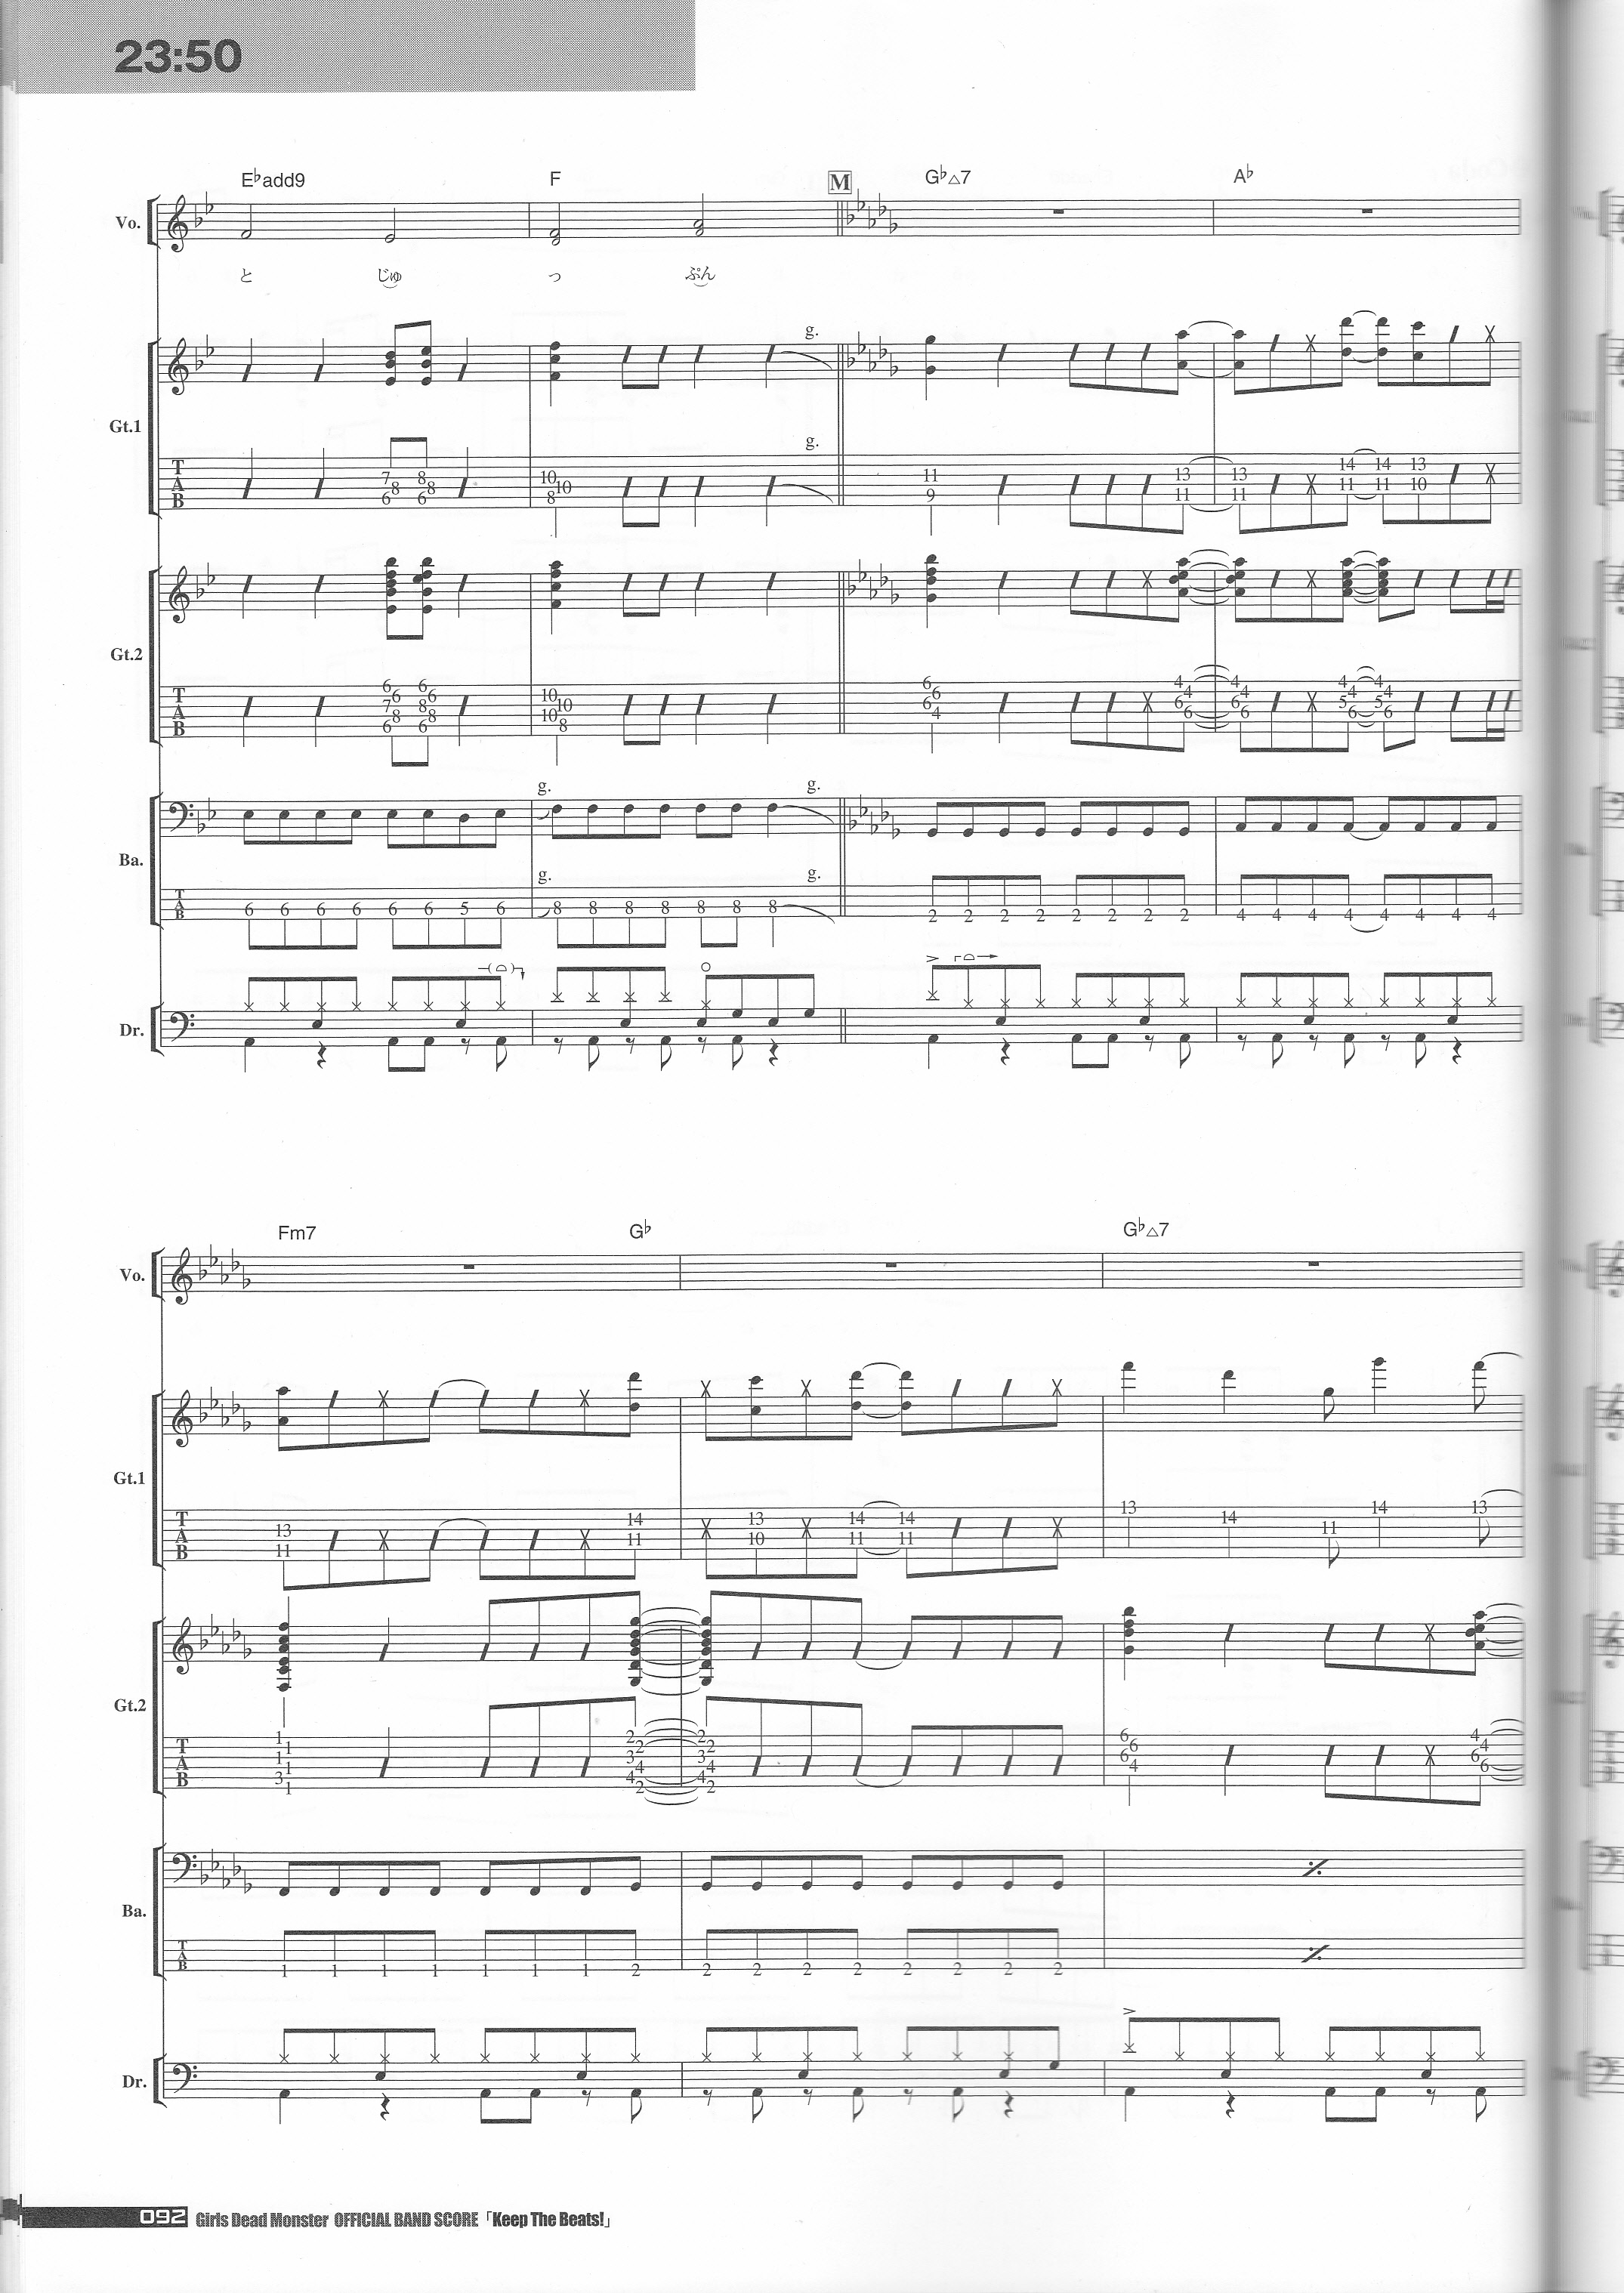 23:50
E♭add9 F M G♭△7 A♭
Vo.
と じゅ っ ぷん
g.
Gt.1
g.
T
A
B
7 8 6 8 8 6 10 10 8 11 9 13 11 13 11 14 11 14 11 13 10
Gt.2
T
A
B
6 6 7 8 6 6 6 8 8 6 10 10 10 8 6 6 6 4 4 4 6 6 4 4 6 6 4 4 5 6 4 4 5 6
g. g.
Ba.
g. g.
T
A
B
6 6 6 6 6 6 5 6 8 8 8 8 8 8 8 2 2 2 2 2 2 2 2 4 4 4 4 4 4 4 4
Dr.
Fm7 G♭ G♭△7
Vo.
Gt.1
T
A
B
13 11 14 11 13 10 14 11 14 11 13 14 11 14 13
Gt.2
T
A
B
1 1 1 1 3 1 2 2 3 4 4 2 2 2 3 4 4 2 6 6 6 4 4 4 6 6
Ba.
T
A
B
1 1 1 1 1 1 1 2 2 2 2 2 2 2 2 2
Dr.
092 Girls Dead Monster OFFICIAL BAND SCORE「Keep The Beats!」